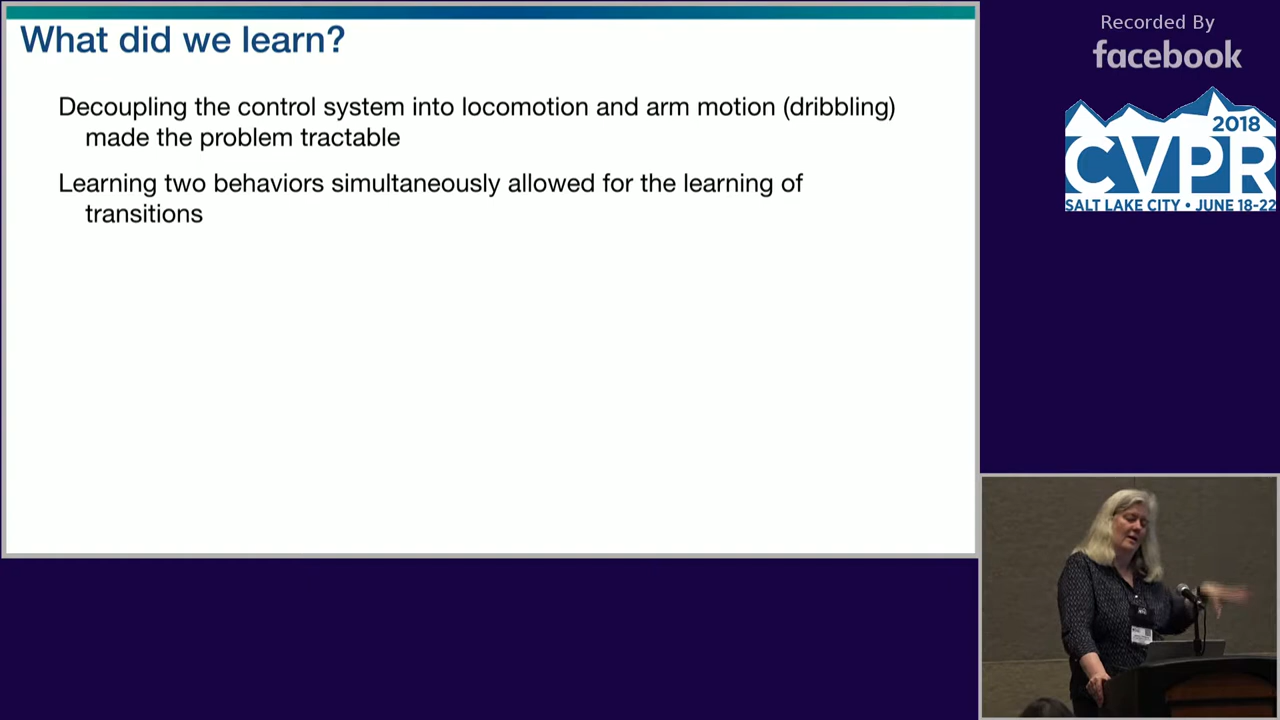 What did we learn?
Decoupling the control system into locomotion and arm motion (dribbling)
made the problem tractable
Learning two behaviors simultaneously allowed for the learning of
transitions
Recorded By
facebook
2018
CVPR
SALT LAKE CITY • JUNE 18-22